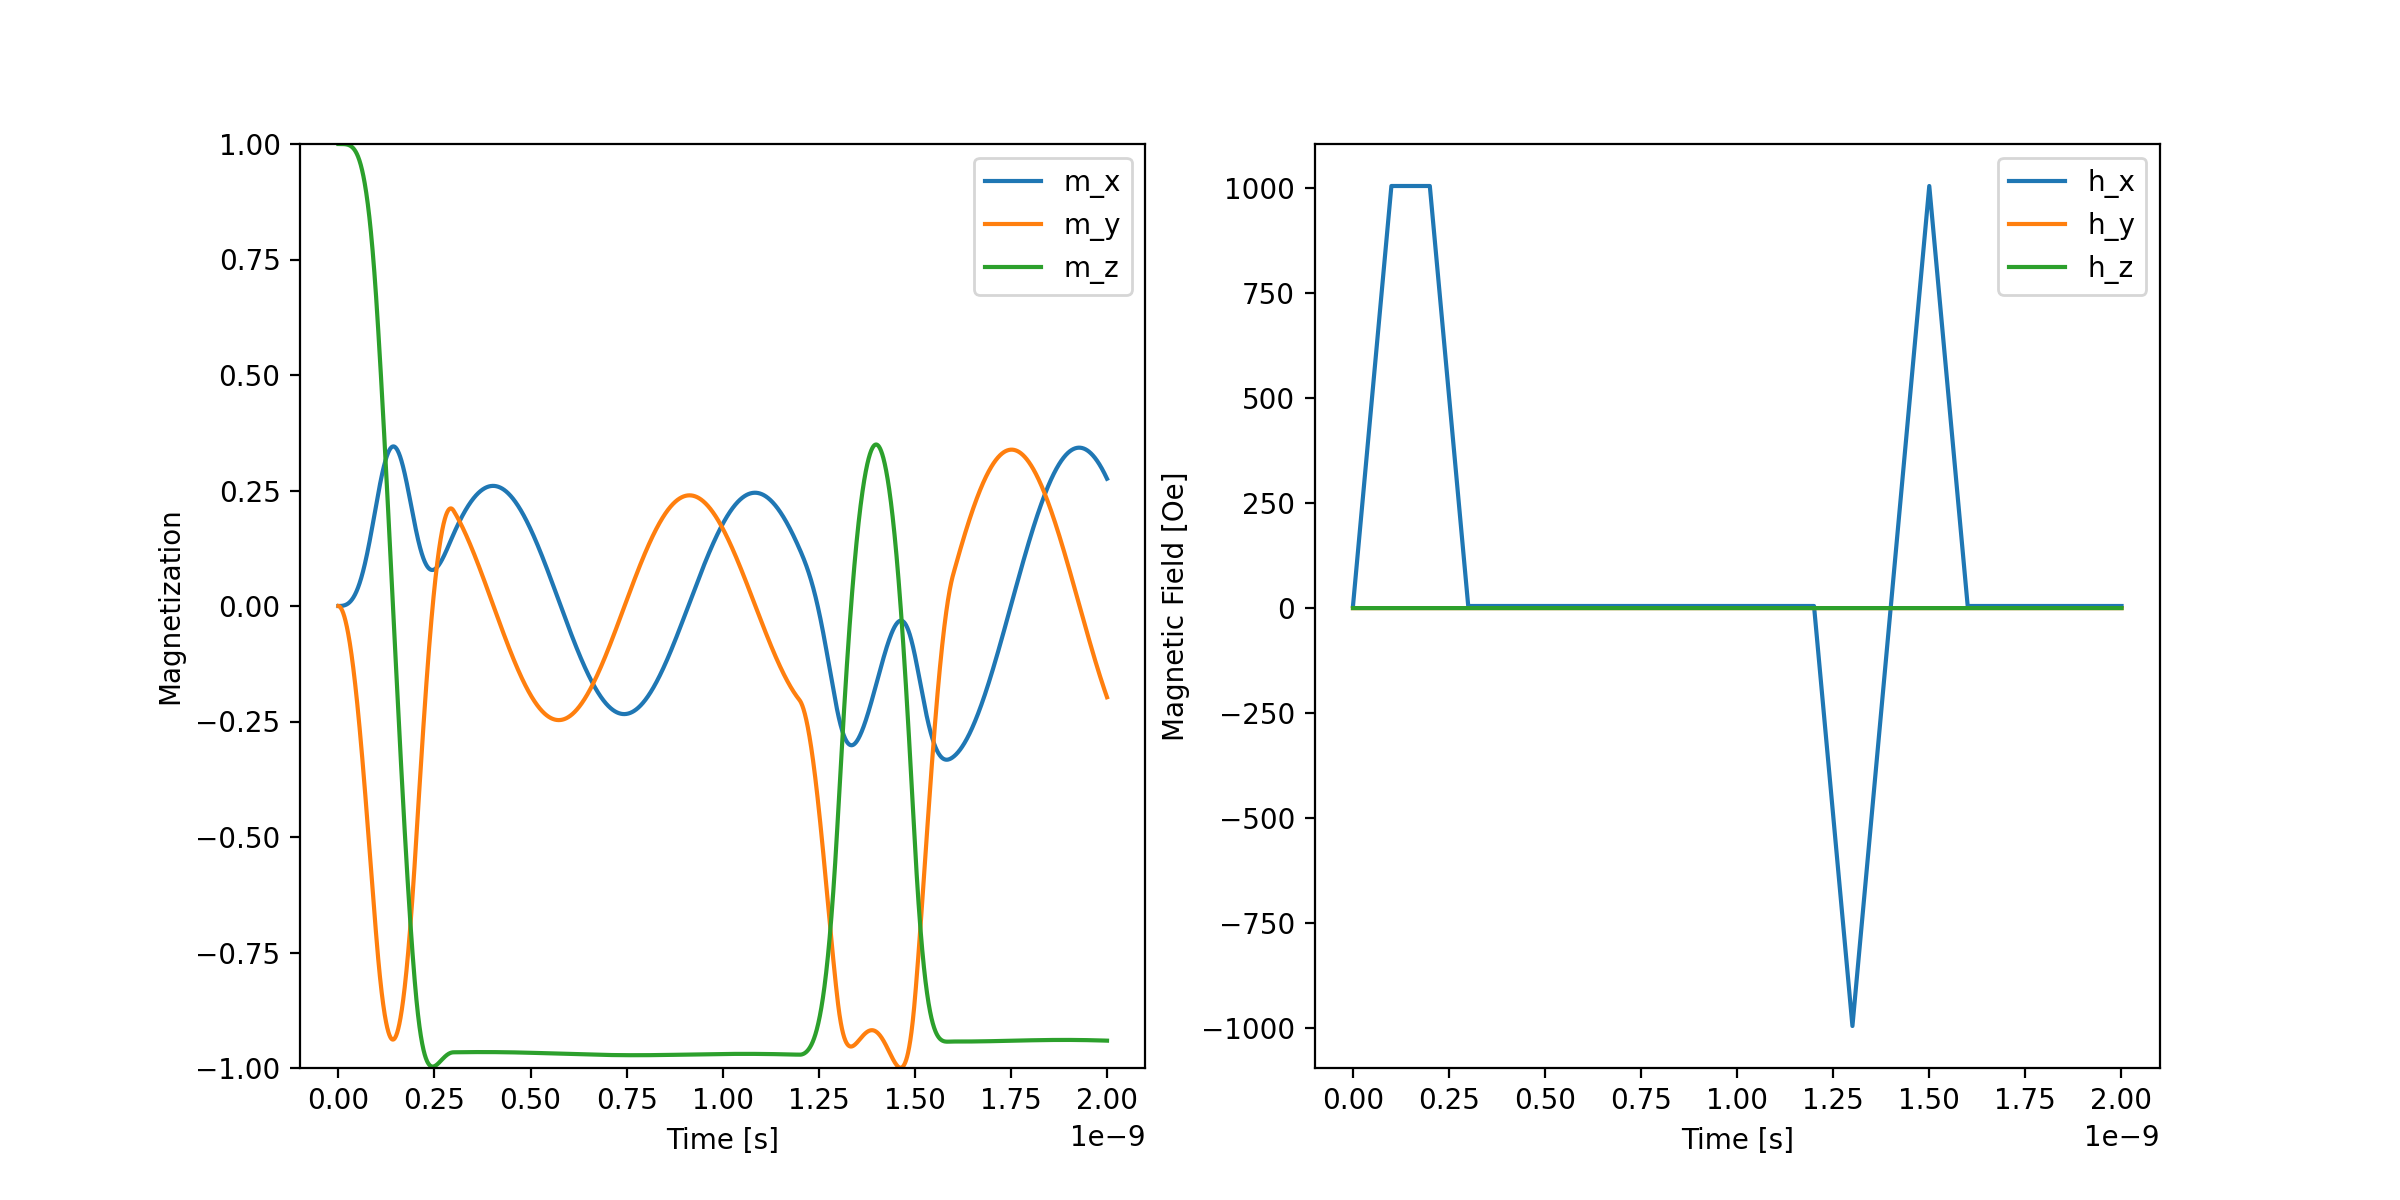 1.00
0.75
0.50
0.25
0.00
−0.25
−0.50
−0.75
−1.00
Magnetization
m_x
m_y
m_z
0.00 0.25 0.50 0.75 1.00 1.25 1.50 1.75 2.00
Time [s]
1e−9
1000
750
500
250
0
−250
−500
−750
−1000
Magnetic Field [Oe]
h_x
h_y
h_z
0.00 0.25 0.50 0.75 1.00 1.25 1.50 1.75 2.00
Time [s]
1e−9